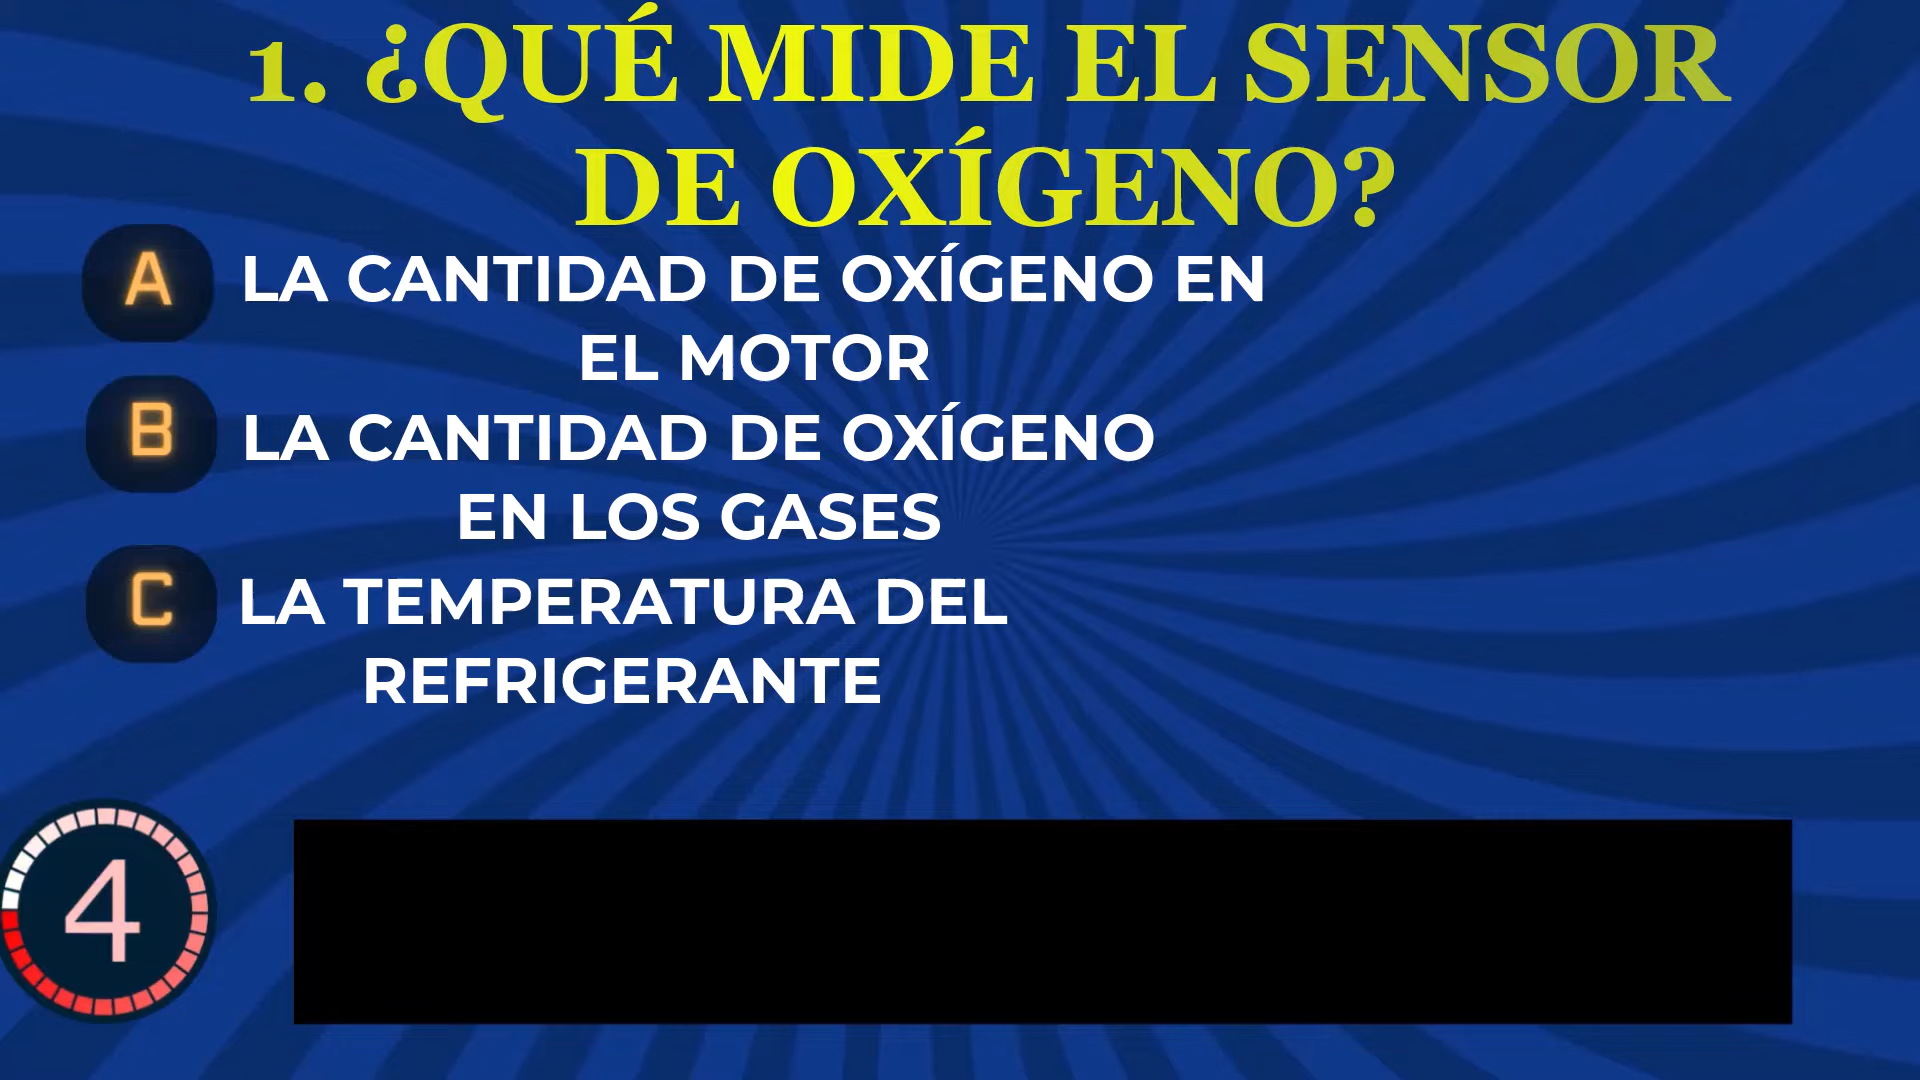 1. ¿QUÉ MIDE EL SENSOR
DE OXÍGENO?
A LA CANTIDAD DE OXÍGENO EN
EL MOTOR
B LA CANTIDAD DE OXÍGENO
EN LOS GASES
C LA TEMPERATURA DEL
REFRIGERANTE
4